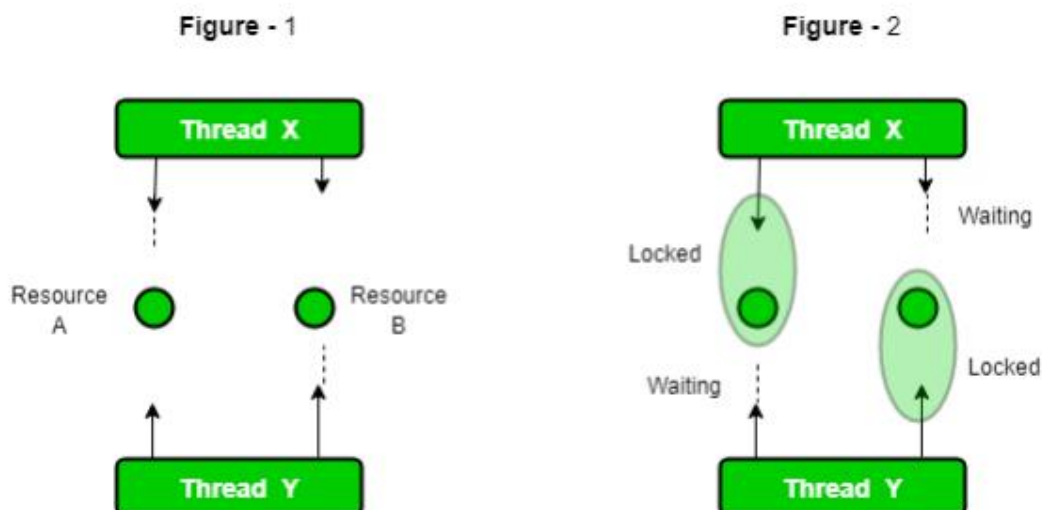 Figure - 1
Thread X
Resource
A
Resource
B
Thread Y
Figure - 2
Thread X
Waiting
Locked
Waiting
Locked
Thread Y